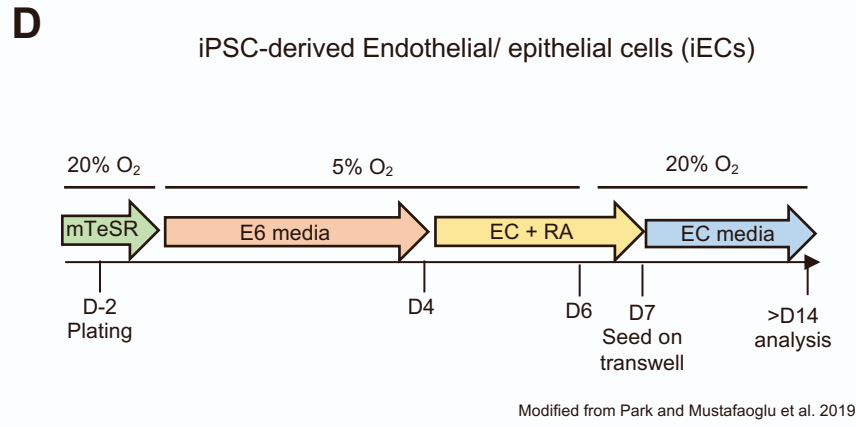 D
iPSC-derived Endothelial/ epithelial cells (iECs)
20% O₂
5% O₂
20% O₂
mTeSR
E6 media
EC + RA
EC media
D-2
Plating
D4
D6
D7
Seed on
transwell
>D14
analysis
Modified from Park and Mustafaoglu et al. 2019